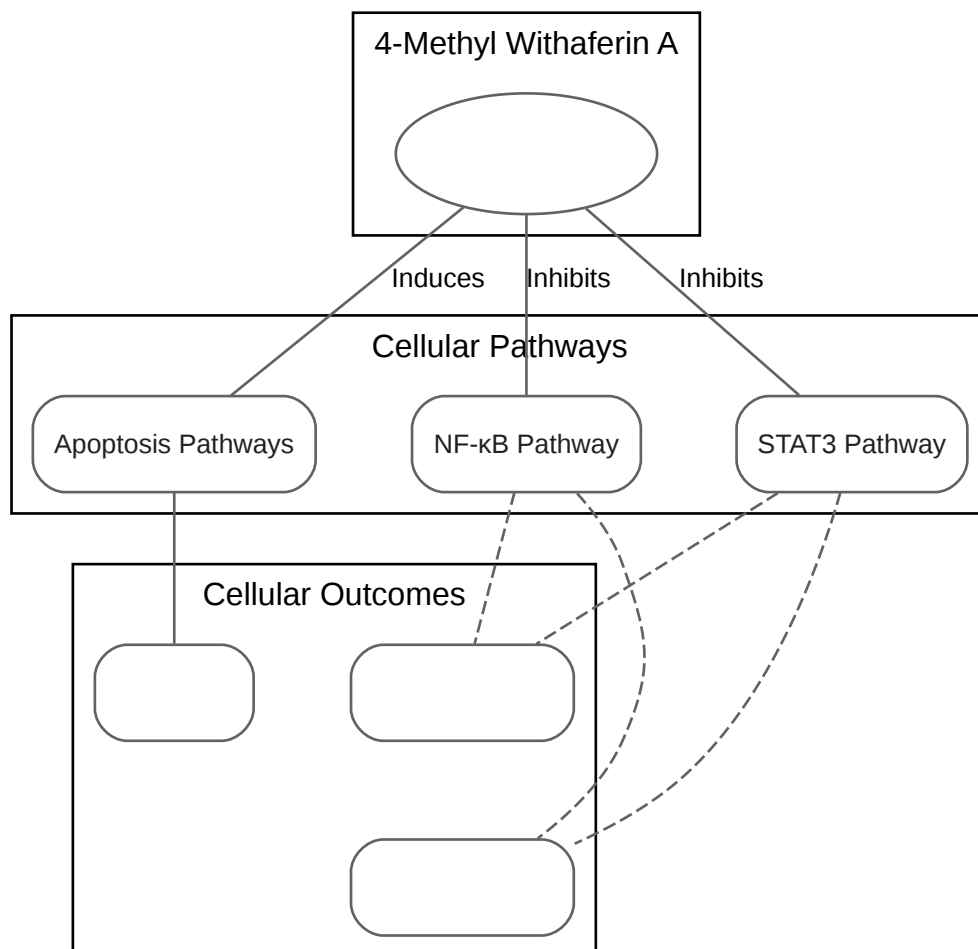 4-Methyl Withaferin A
Induces
Inhibits
Inhibits
Cellular Pathways
Apoptosis Pathways
NF-κB Pathway
STAT3 Pathway
Cellular Outcomes